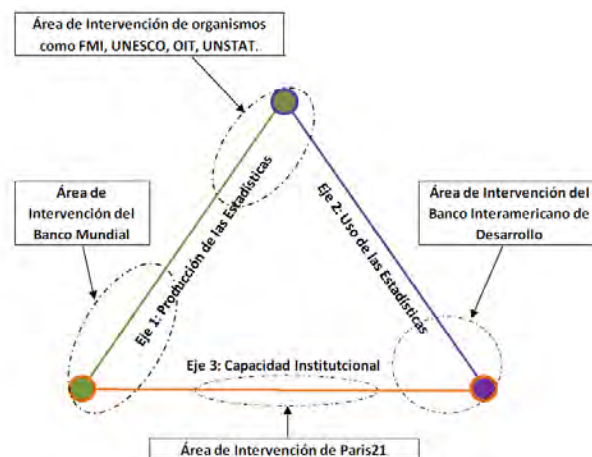 Área de Intervención de organismos
como FMI, UNESCO, OIT, UNSTAT.
Área de
Intervención del
Banco Mundial
Área de Intervención del
Banco Interamericano de
Desarrollo
Eje 1: Producción de las Estadísticas
Eje 2: Uso de las Estadísticas
Eje 3: Capacidad Institutcional
Área de Intervención de Paris21